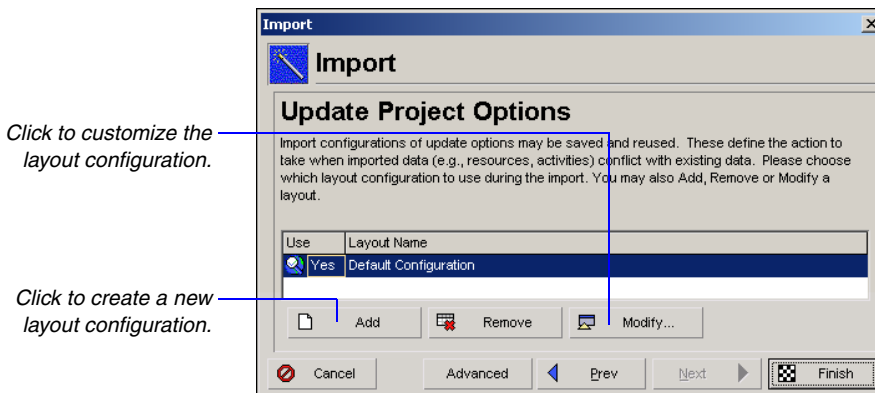 Import
Import
Update Project Options
Click to customize the
layout configuration.
Import configurations of update options may be saved and reused. These define the action to
take when imported data (e.g., resources, activities) conflict with existing data. Please choose
which layout configuration to use during the import. You may also Add, Remove or Modify a
layout.
Use Layout Name
Yes Default Configuration
Click to create a new
layout configuration.
Add Remove Modify...
Cancel Advanced Prev Next Finish